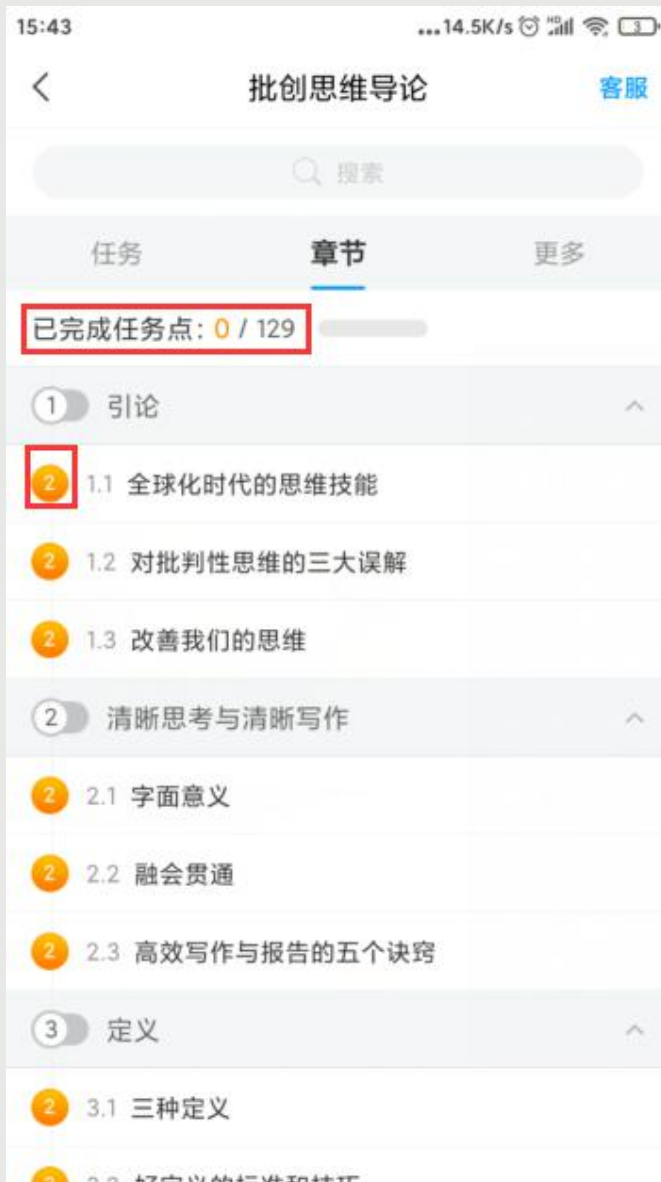 15:43 ...14.5K/s HD 3
批创思维导论 客服
搜索
任务 章节 更多
已完成任务点: 0 / 129
1 引论
2 1.1 全球化时代的思维技能
2 1.2 对批判性思维的三大误解
2 1.3 改善我们的思维
2 清晰思考与清晰写作
2 2.1 字面意义
2 2.2 融会贯通
2 2.3 高效写作与报告的五个诀窍
3 定义
2 3.1 三种定义